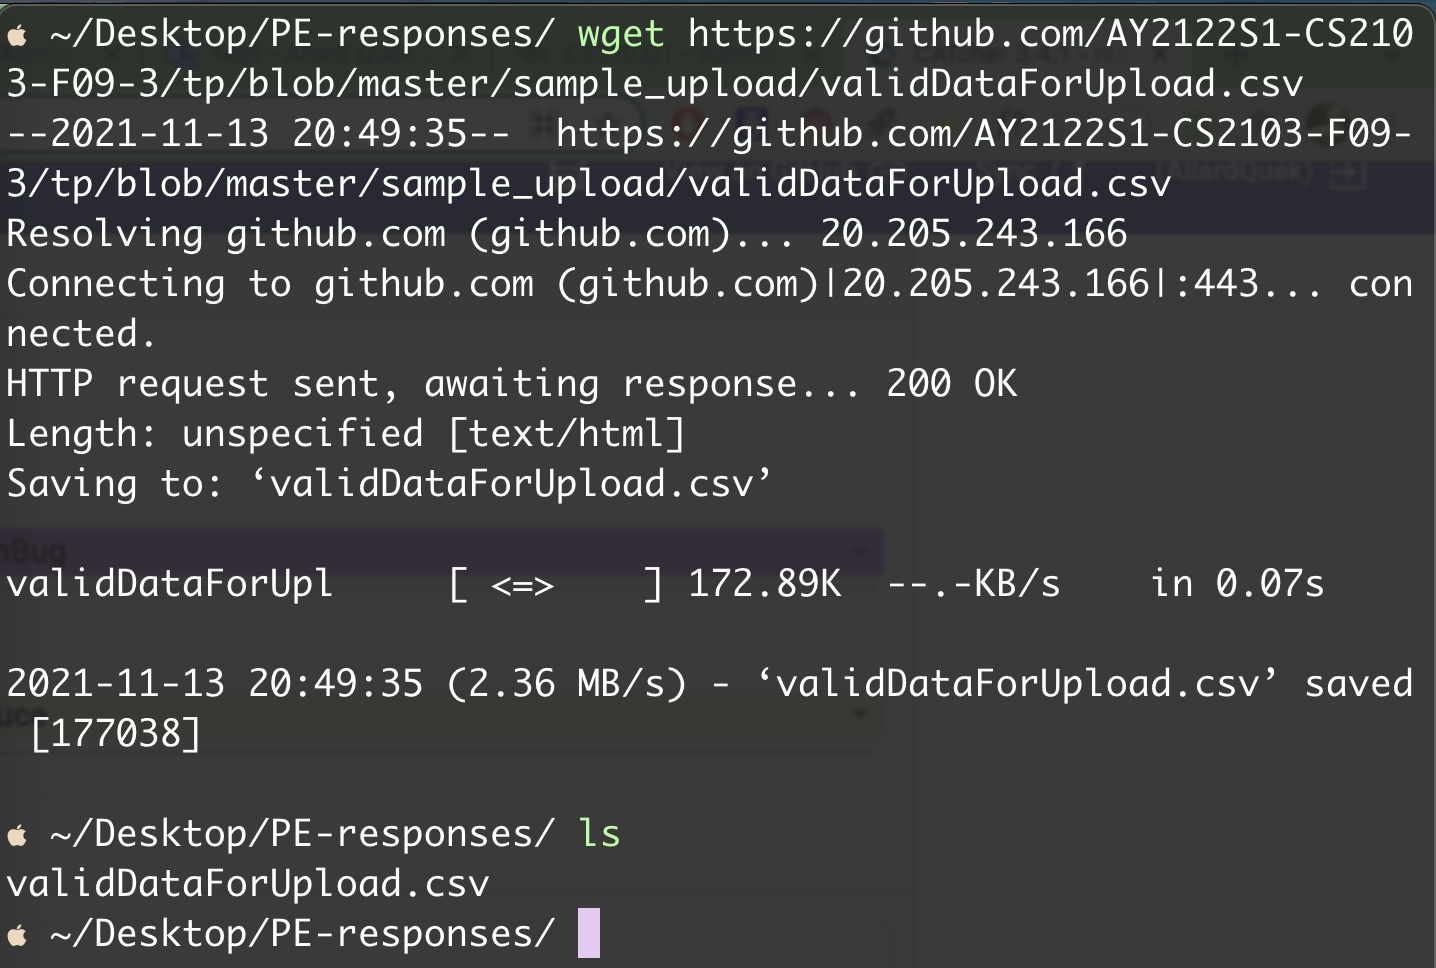 ~/Desktop/PE-responses/ wget https://github.com/AY2122S1-CS210
3-F09-3/tp/blob/master/sample_upload/validDataForUpload.csv
--2021-11-13 20:49:35--  https://github.com/AY2122S1-CS2103-F09-
3/tp/blob/master/sample_upload/validDataForUpload.csv
Resolving github.com (github.com)... 20.205.243.166
Connecting to github.com (github.com)|20.205.243.166|:443... con
nected.
HTTP request sent, awaiting response... 200 OK
Length: unspecified [text/html]
Saving to: ‘validDataForUpload.csv’
nBug
validDataForUpl     [ <=>    ] 172.89K  --.-KB/s    in 0.07s
2021-11-13 20:49:35 (2.36 MB/s) - ‘validDataForUpload.csv’ saved
[177038]
~/Desktop/PE-responses/ ls
validDataForUpload.csv
~/Desktop/PE-responses/